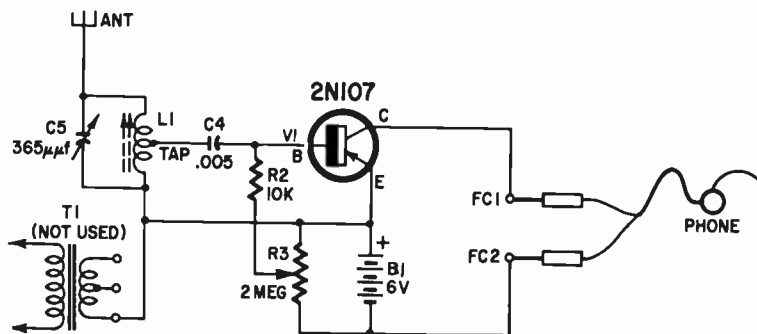 ANT
2N107
C5
365µµf
L1
TAP
C4
.005
V1
B
C
E
R2
10K
T1
(NOT USED)
R3
2 MEG
+
B1
6V
FC1
FC2
PHONE